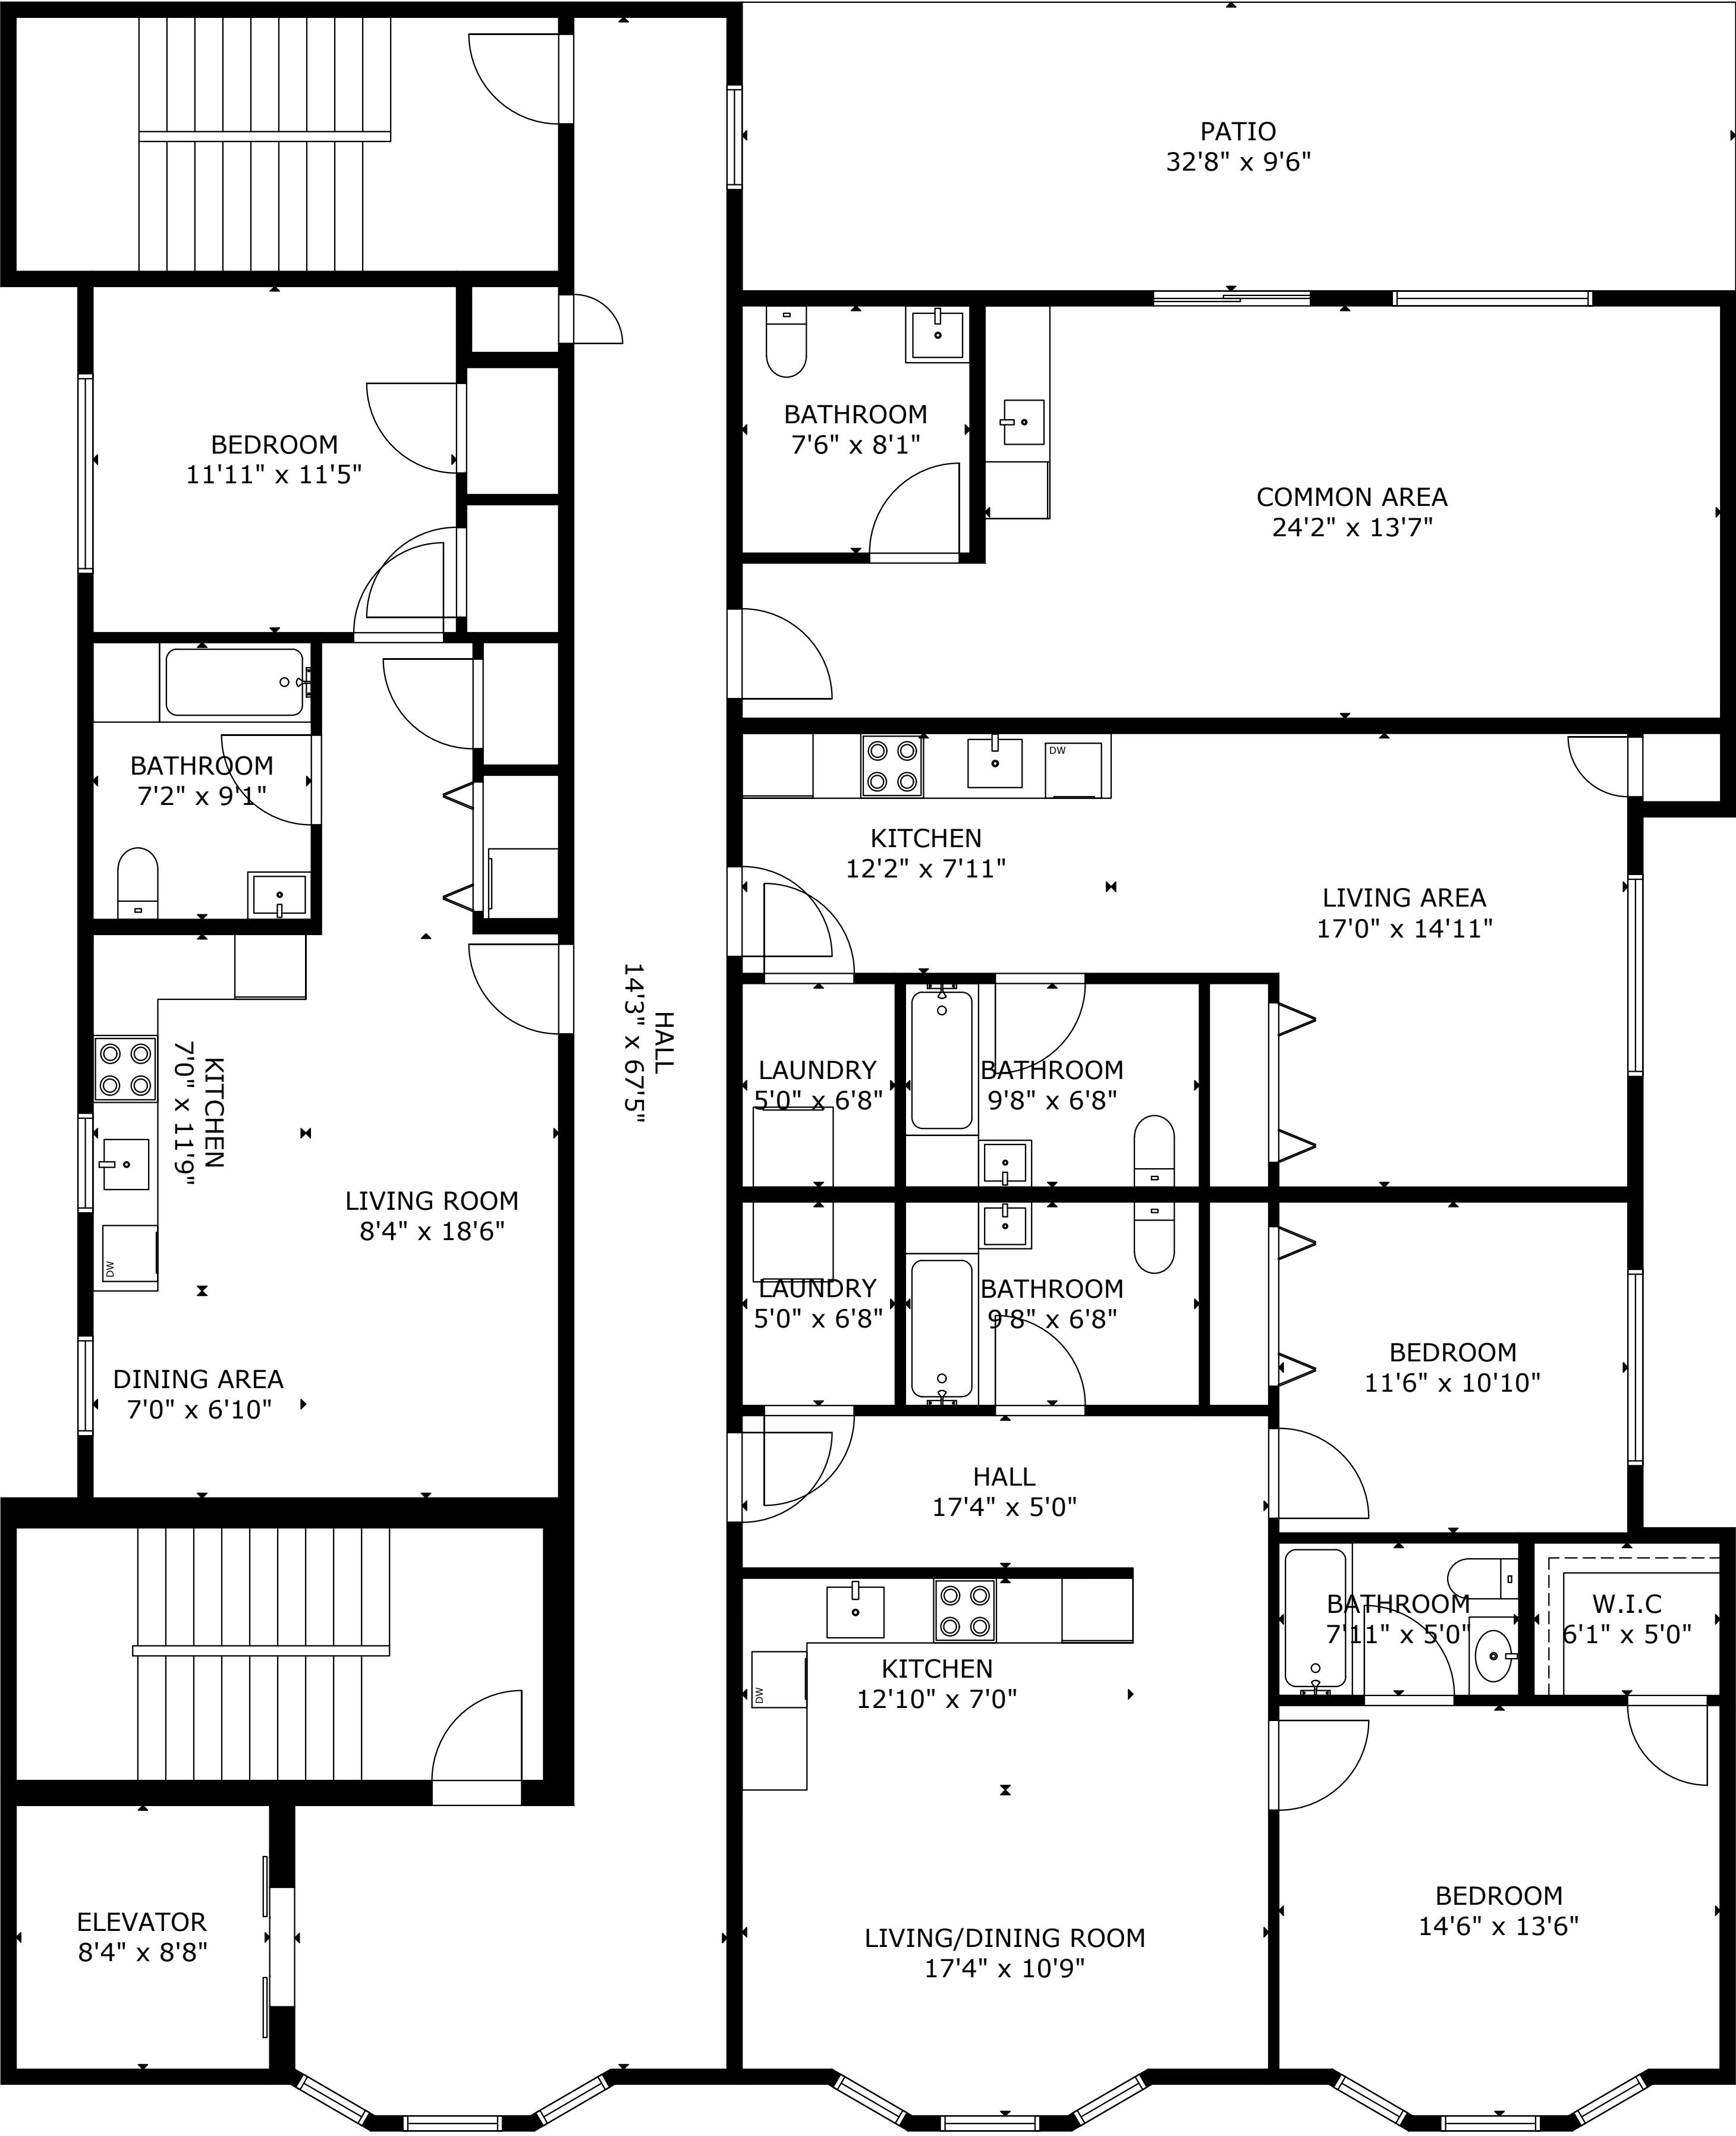 PATIO
32'8" x 9'6"
BATHROOM
7'6" x 8'1"
BEDROOM
11'11" x 11'5"
COMMON AREA
24'2" x 13'7"
BATHROOM
7'2" x 9'1"
DW
KITCHEN
12'2" x 7'11"
LIVING AREA
17'0" x 14'11"
HALL
14'3" x 67'5"
KITCHEN
7'0" x 11'9"
LAUNDRY
5'0" x 6'8"
BATHROOM
9'8" x 6'8"
LIVING ROOM
8'4" x 18'6"
DW
LAUNDRY
5'0" x 6'8"
BATHROOM
9'8" x 6'8"
DINING AREA
7'0" x 6'10"
BEDROOM
11'6" x 10'10"
HALL
17'4" x 5'0"
BATHROOM
7'11" x 5'0"
W.I.C
6'1" x 5'0"
KITCHEN
12'10" x 7'0"
DW
ELEVATOR
8'4" x 8'8"
LIVING/DINING ROOM
17'4" x 10'9"
BEDROOM
14'6" x 13'6"